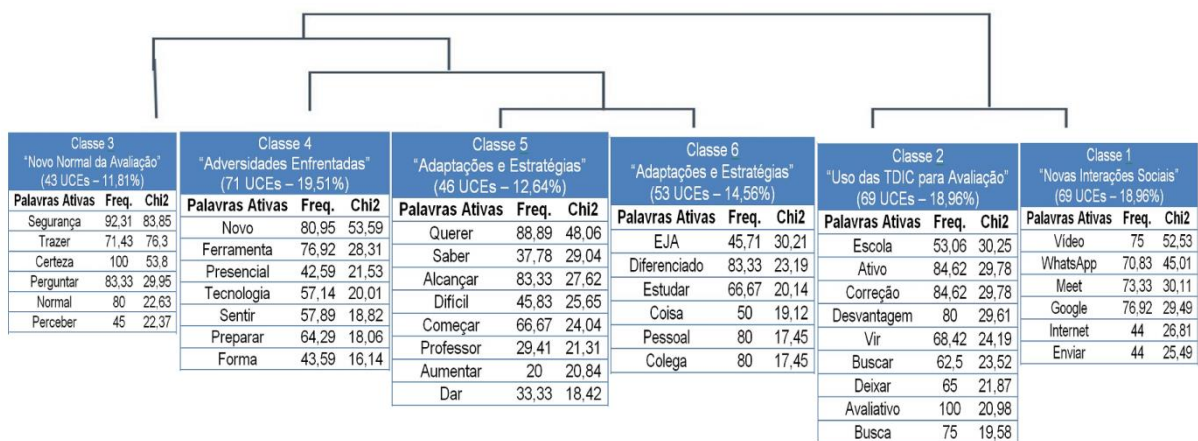 Classe 3
"Novo Normal da Avaliação"
(43 UCEs – 11,81%)
Palavras Ativas Freq. Chi2
Segurança 92,31 83,85
Trazer 71,43 76,3
Certeza 100 53,8
Perguntar 83,33 29,95
Normal 80 22,63
Perceber 45 22,37
Classe 4
"Adversidades Enfrentadas"
(71 UCEs – 19,51%)
Palavras Ativas Freq. Chi2
Novo 80,95 53,59
Ferramenta 76,92 28,31
Presencial 42,59 21,53
Tecnologia 57,14 20,01
Sentir 57,89 18,82
Preparar 64,29 18,06
Forma 43,59 16,14
Classe 5
"Adaptações e Estratégias"
(46 UCEs – 12,64%)
Palavras Ativas Freq. Chi2
Querer 88,89 48,06
Saber 37,78 29,04
Alcançar 83,33 27,62
Difícil 45,83 25,65
Começar 66,67 24,04
Professor 29,41 21,31
Aumentar 20 20,84
Dar 33,33 18,42
Classe 6
"Adaptações e Estratégias"
(53 UCEs – 14,56%)
Palavras Ativas Freq. Chi2
EJA 45,71 30,21
Diferenciado 83,33 23,19
Estudar 66,67 20,14
Coisa 50 19,12
Pessoal 80 17,45
Colega 80 17,45
Classe 2
"Uso das TDIC para Avaliação"
(69 UCEs – 18,96%)
Palavras Ativas Freq. Chi2
Escola 53,06 30,25
Ativo 84,62 29,78
Correção 84,62 29,78
Desvantagem 80 29,61
Vir 68,42 24,19
Buscar 62,5 23,52
Deixar 65 21,87
Avaliativo 100 20,98
Busca 75 19,58
Classe 1
"Novas Interações Sociais"
(69 UCEs – 18,96%)
Palavras Ativas Freq. Chi2
Vídeo 75 52,53
WhatsApp 70,83 45,01
Meet 73,33 30,11
Google 76,92 29,49
Internet 44 26,81
Enviar 44 25,49